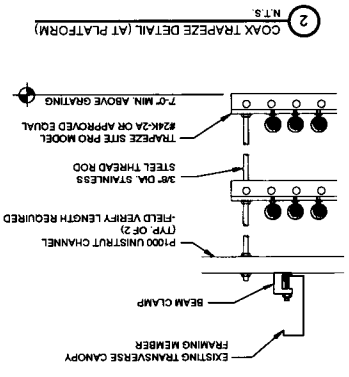 EXISTING TRANSVERSE CANOPY
FRAMING MEMBER
BEAM CLAMP
P1000 UNISTRUT CHANNEL
(TYP. OF 2)
-FIELD VERIFY LENGTH REQUIRED
3/8" DIA. STAINLESS
STEEL THREAD ROD
TRAPEZE SITE PRO MODEL
#24K-2A OR APPROVED EQUAL
7'-0" MIN. ABOVE GRATING
2
COAX TRAPEZE DETAIL (AT PLATFORM)
N.T.S.